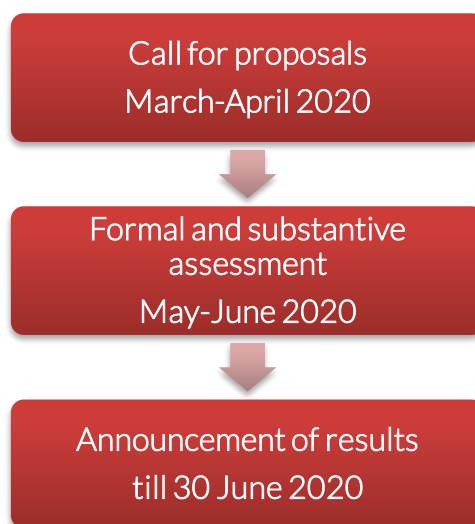 Call for proposals
March-April 2020
Formal and substantive
assessment
May-June 2020
Announcement of results
till 30 June 2020